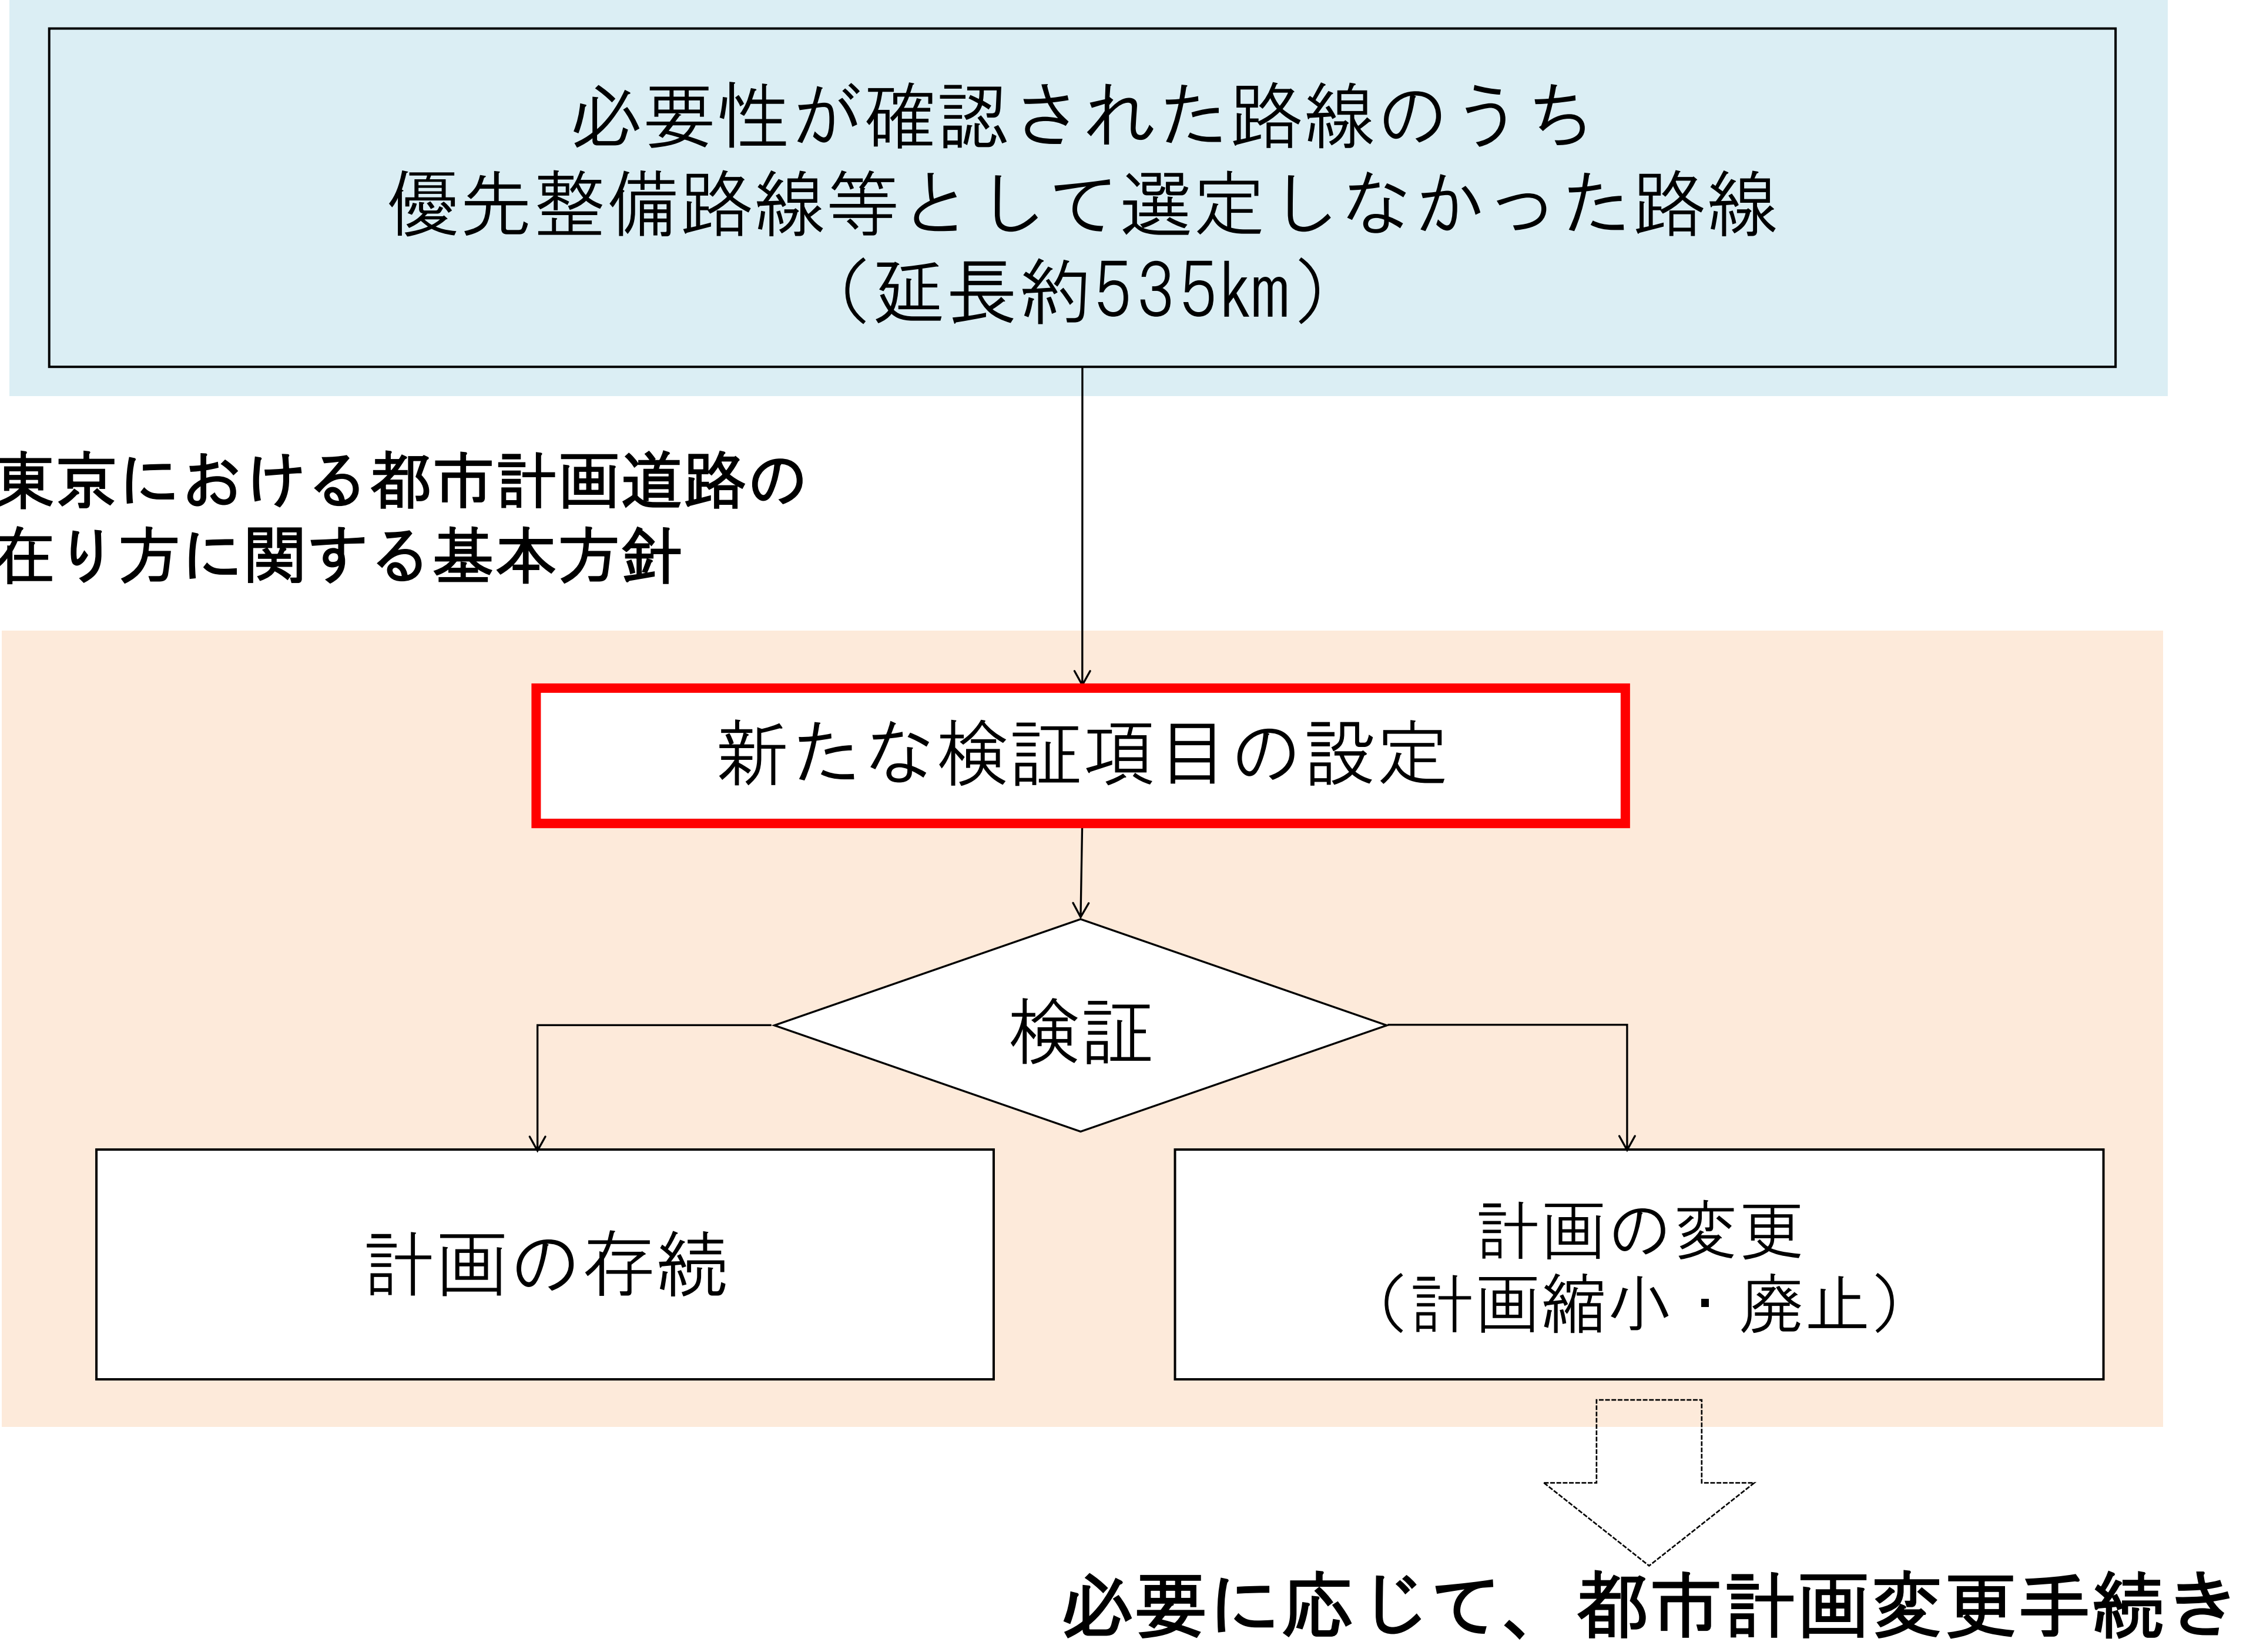 必要性が確認された路線のうち
優先整備路線等として選定しなかった路線
（延長約535km）
東京における都市計画道路の
在り方に関する基本方針
新たな検証項目の設定
検証
計画の存続
計画の変更
（計画縮小・廃止）
必要に応じて、都市計画変更手続き